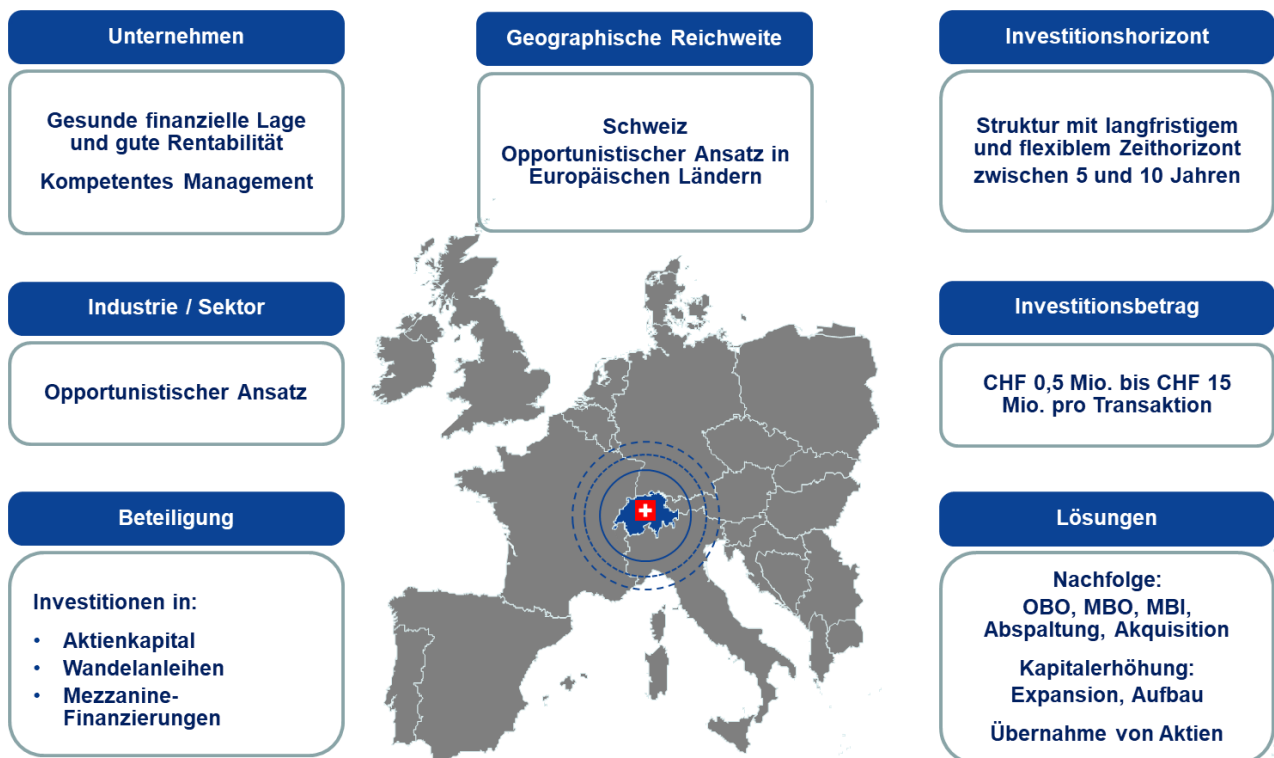 Unternehmen
Gesunde finanzielle Lage
und gute Rentabilität
Kompetentes Management
Geographische Reichweite
Schweiz
Opportunistischer Ansatz in
Europäischen Ländern
Investitionshorizont
Struktur mit langfristigem
und flexiblem Zeithorizont
zwischen 5 und 10 Jahren
Industrie / Sektor
Opportunistischer Ansatz
Investitionsbetrag
CHF 0,5 Mio. bis CHF 15
Mio. pro Transaktion
Beteiligung
Investitionen in:
• Aktienkapital
• Wandelanleihen
• Mezzanine-
Finanzierungen
Lösungen
Nachfolge:
OBO, MBO, MBI,
Abspaltung, Akquisition
Kapitalerhöhung:
Expansion, Aufbau
Übernahme von Aktien